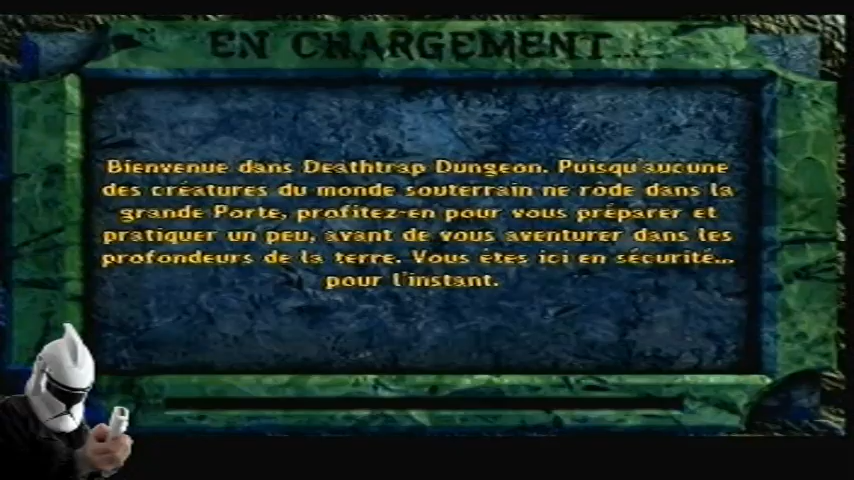 EN CHARGEMENT...
Bienvenue dans Deathtrap Dungeon. Puisqu'aucune
des créatures du monde souterrain ne rôde dans la
grande Porte, profitez-en pour vous préparer et
pratiquer un peu, avant de vous aventurer dans les
profondeurs de la terre. Vous êtes ici en sécurité...
pour l'instant.